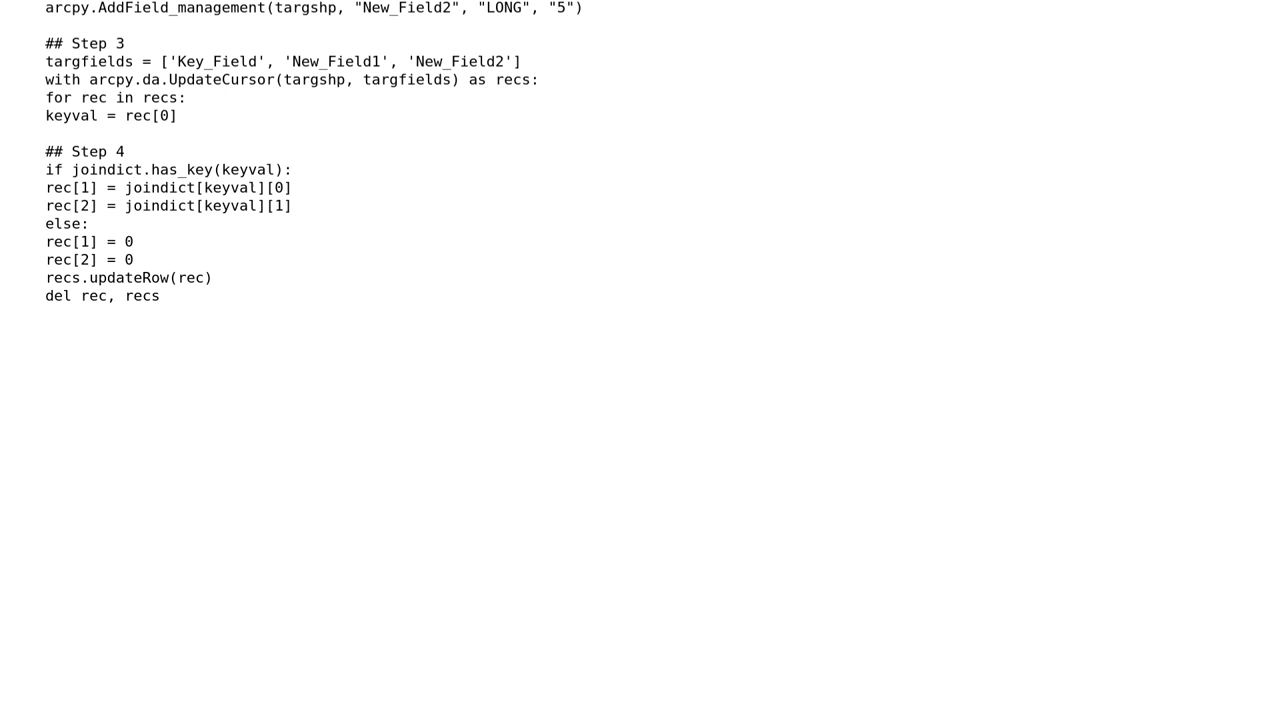 arcpy.AddField_management(targshp, "New_Field2", "LONG", "5")
## Step 3
targfields = ['Key_Field', 'New_Field1', 'New_Field2']
with arcpy.da.UpdateCursor(targshp, targfields) as recs:
for rec in recs:
keyval = rec[0]
## Step 4
if joindict.has_key(keyval):
rec[1] = joindict[keyval][0]
rec[2] = joindict[keyval][1]
else:
rec[1] = 0
rec[2] = 0
recs.updateRow(rec)
del rec, recs